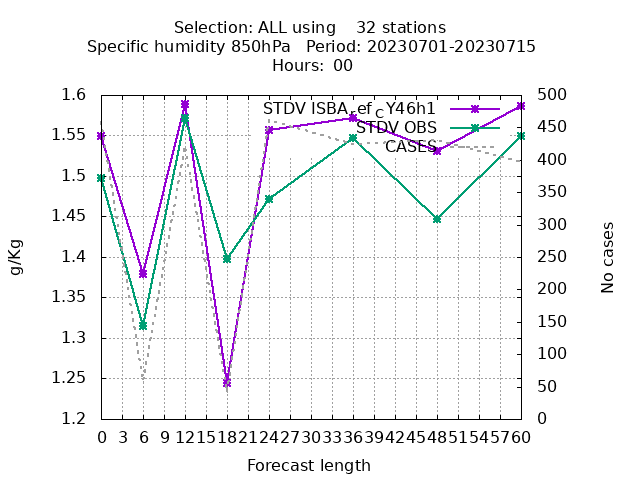 Selection: ALL using    32 stations
Specific humidity 850hPa   Period: 20230701-20230715
Hours:  00
STDV ISBA_ref_CY46h1
STDV OBS
CASES
1.6
1.55
1.5
1.45
1.4
1.35
1.3
1.25
1.2
g/Kg
500
450
400
350
300
250
200
150
100
50
0
No cases
0 3 6 9 12 15 18 21 24 27 30 33 36 39 42 45 48 51 54 57 60
Forecast length